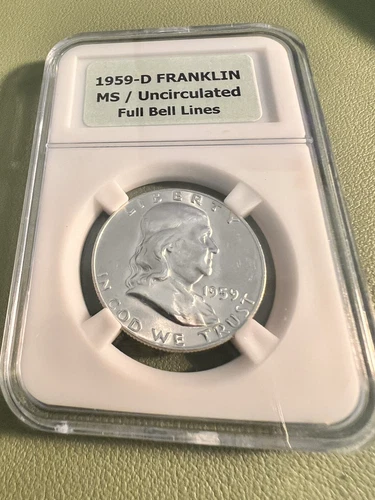 1959-D FRANKLIN
MS / Uncirculated
Full Bell Lines
LIBERTY
1959
IN GOD WE TRUST